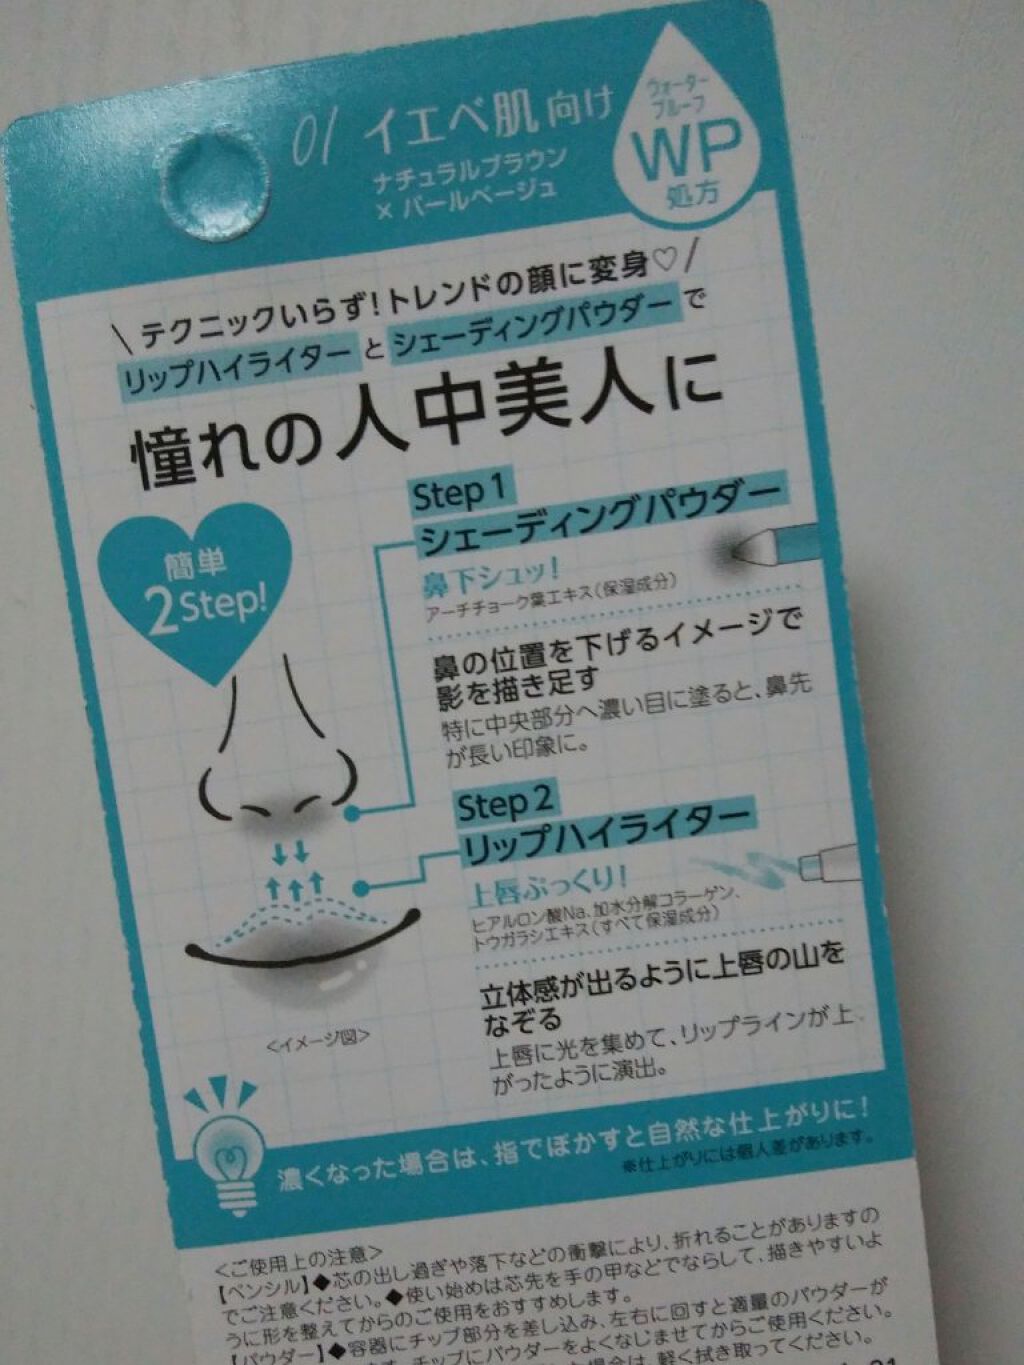 01 イエベ肌向け
ナチュラルブラウン
×パールベージュ
ウォーター
プルーフ
WP
処方
\テクニックいらず!トレンドの顔に変身♡/
リップハイライターとシェーディングパウダーで
憧れの人中美人に
簡単
2Step!
Step1
シェーディングパウダー
鼻下シュッ!
アーチチョーク葉エキス(保湿成分)
鼻の位置を下げるイメージで
影を描き足す
特に中央部分へ濃い目に塗ると、鼻先
が長い印象に。
Step2
リップハイライター
上唇ぷっくり!
ヒアルロン酸Na、加水分解コラーゲン、
トウガラシエキス(すべて保湿成分)
立体感が出るように上唇の山を
なぞる
上唇に光を集めて、リップラインが上
がったように演出。
<イメージ図>
濃くなった場合は、指でぼかすと自然な仕上がりに!
※仕上がりには個人差があります。
<ご使用上の注意>
【ペンシル】◆芯の出し過ぎや落下などの衝撃により、折れることがありますの
でご注意ください。◆使い始めは芯先を手の甲などでならして、描きやすいよ
うに形を整えてからのご使用をおすすめします。
【パウダー】◆容器にチップ部分を差し込み、左右に回すと適量のパウダーが
チップにパウダーをよくなじませてからご使用ください。
場合は、軽く拭き取ってください。